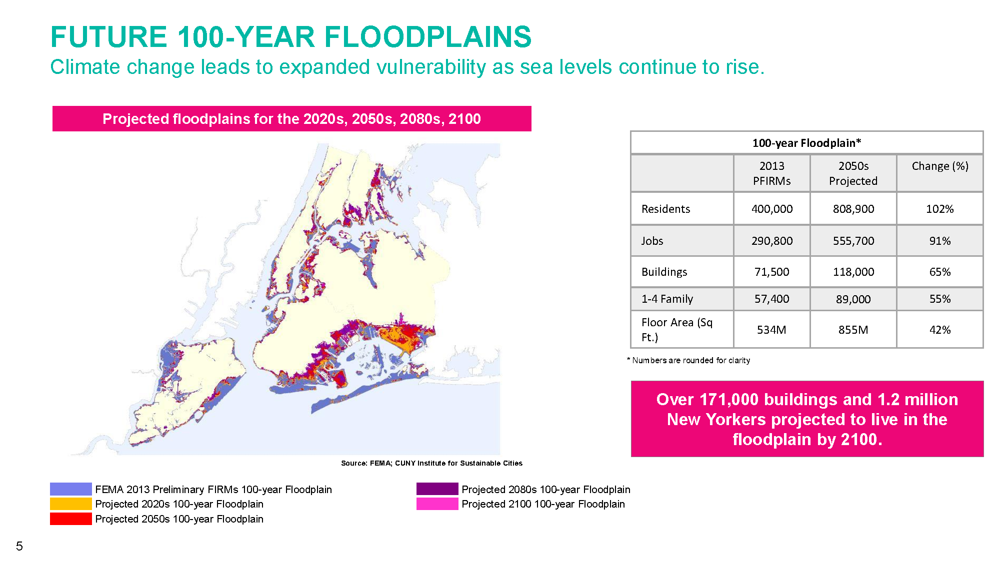 FUTURE 100-YEAR FLOODPLAINS
Climate change leads to expanded vulnerability as sea levels continue to rise.
Projected floodplains for the 2020s, 2050s, 2080s, 2100
Source: FEMA; CUNY Institute for Sustainable Cities
FEMA 2013 Preliminary FIRMs 100-year Floodplain
Projected 2020s 100-year Floodplain
Projected 2050s 100-year Floodplain
Projected 2080s 100-year Floodplain
Projected 2100 100-year Floodplain
100-year Floodplain*
2013 PFIRMs 2050s Projected Change (%)
Residents 400,000 808,900 102%
Jobs 290,800 555,700 91%
Buildings 71,500 118,000 65%
1-4 Family 57,400 89,000 55%
Floor Area (Sq Ft.) 534M 855M 42%
* Numbers are rounded for clarity
Over 171,000 buildings and 1.2 million
New Yorkers projected to live in the
floodplain by 2100.
5